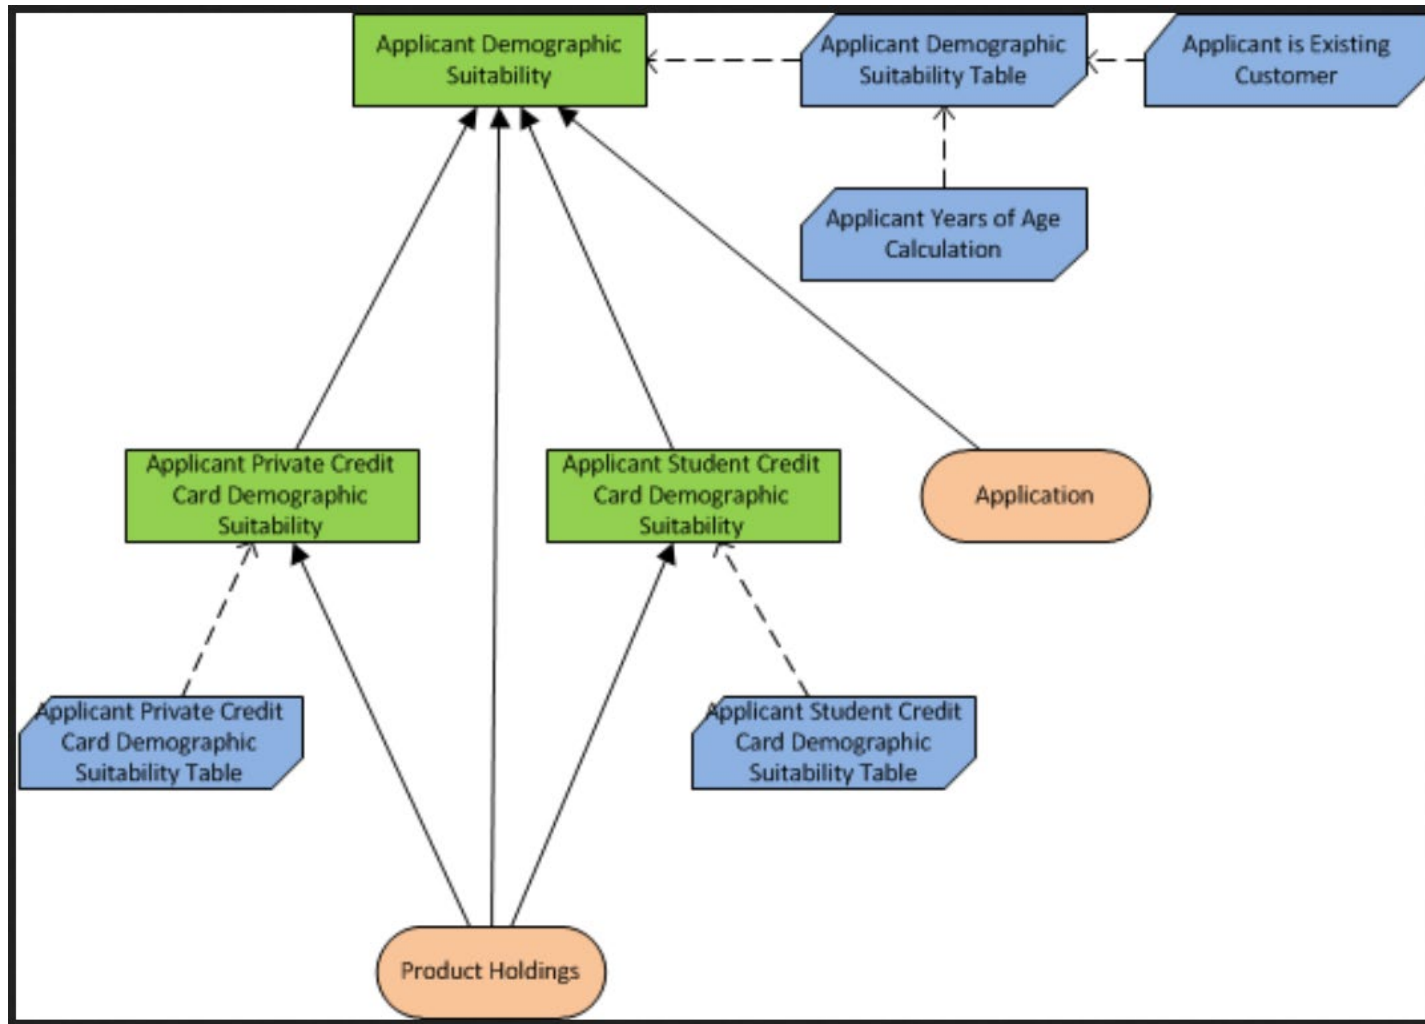 Applicant Demographic
Suitability
Applicant Demographic
Suitability Table
Applicant is Existing
Customer
Applicant Years of Age
Calculation
Applicant Private Credit
Card Demographic
Suitability
Applicant Student Credit
Card Demographic
Suitability
Application
Applicant Private Credit
Card Demographic
Suitability Table
Applicant Student Credit
Card Demographic
Suitability Table
Product Holdings